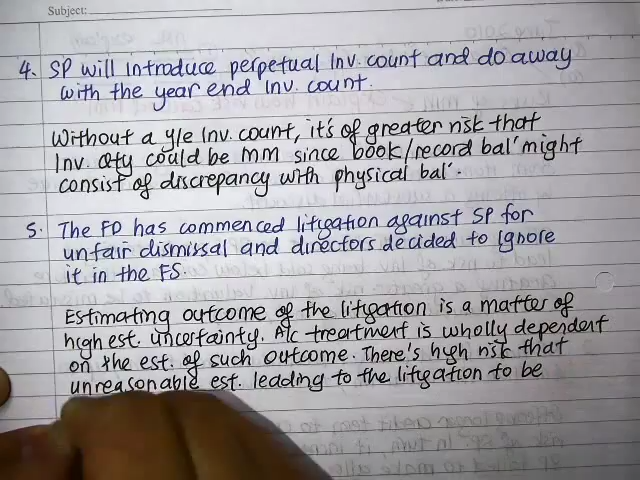 Subject:
4. SP will introduce perpetual Inv. count and do away
with the year end Inv. count.
Without a y/e Inv. count, it's of greater risk that
Inv. qty could be MM since book/record bal' might
consist of discrepancy with physical bal'.
5. The FD has commenced litigation against SP for
unfair dismissal and directors decided to ignore
it in the FS.
Estimating outcome of the litigation is a matter of
high est. uncertainty. A/c treatment is wholly dependent
on the est. of such outcome. There's high risk that
unreasonable est. leading to the litigation to be